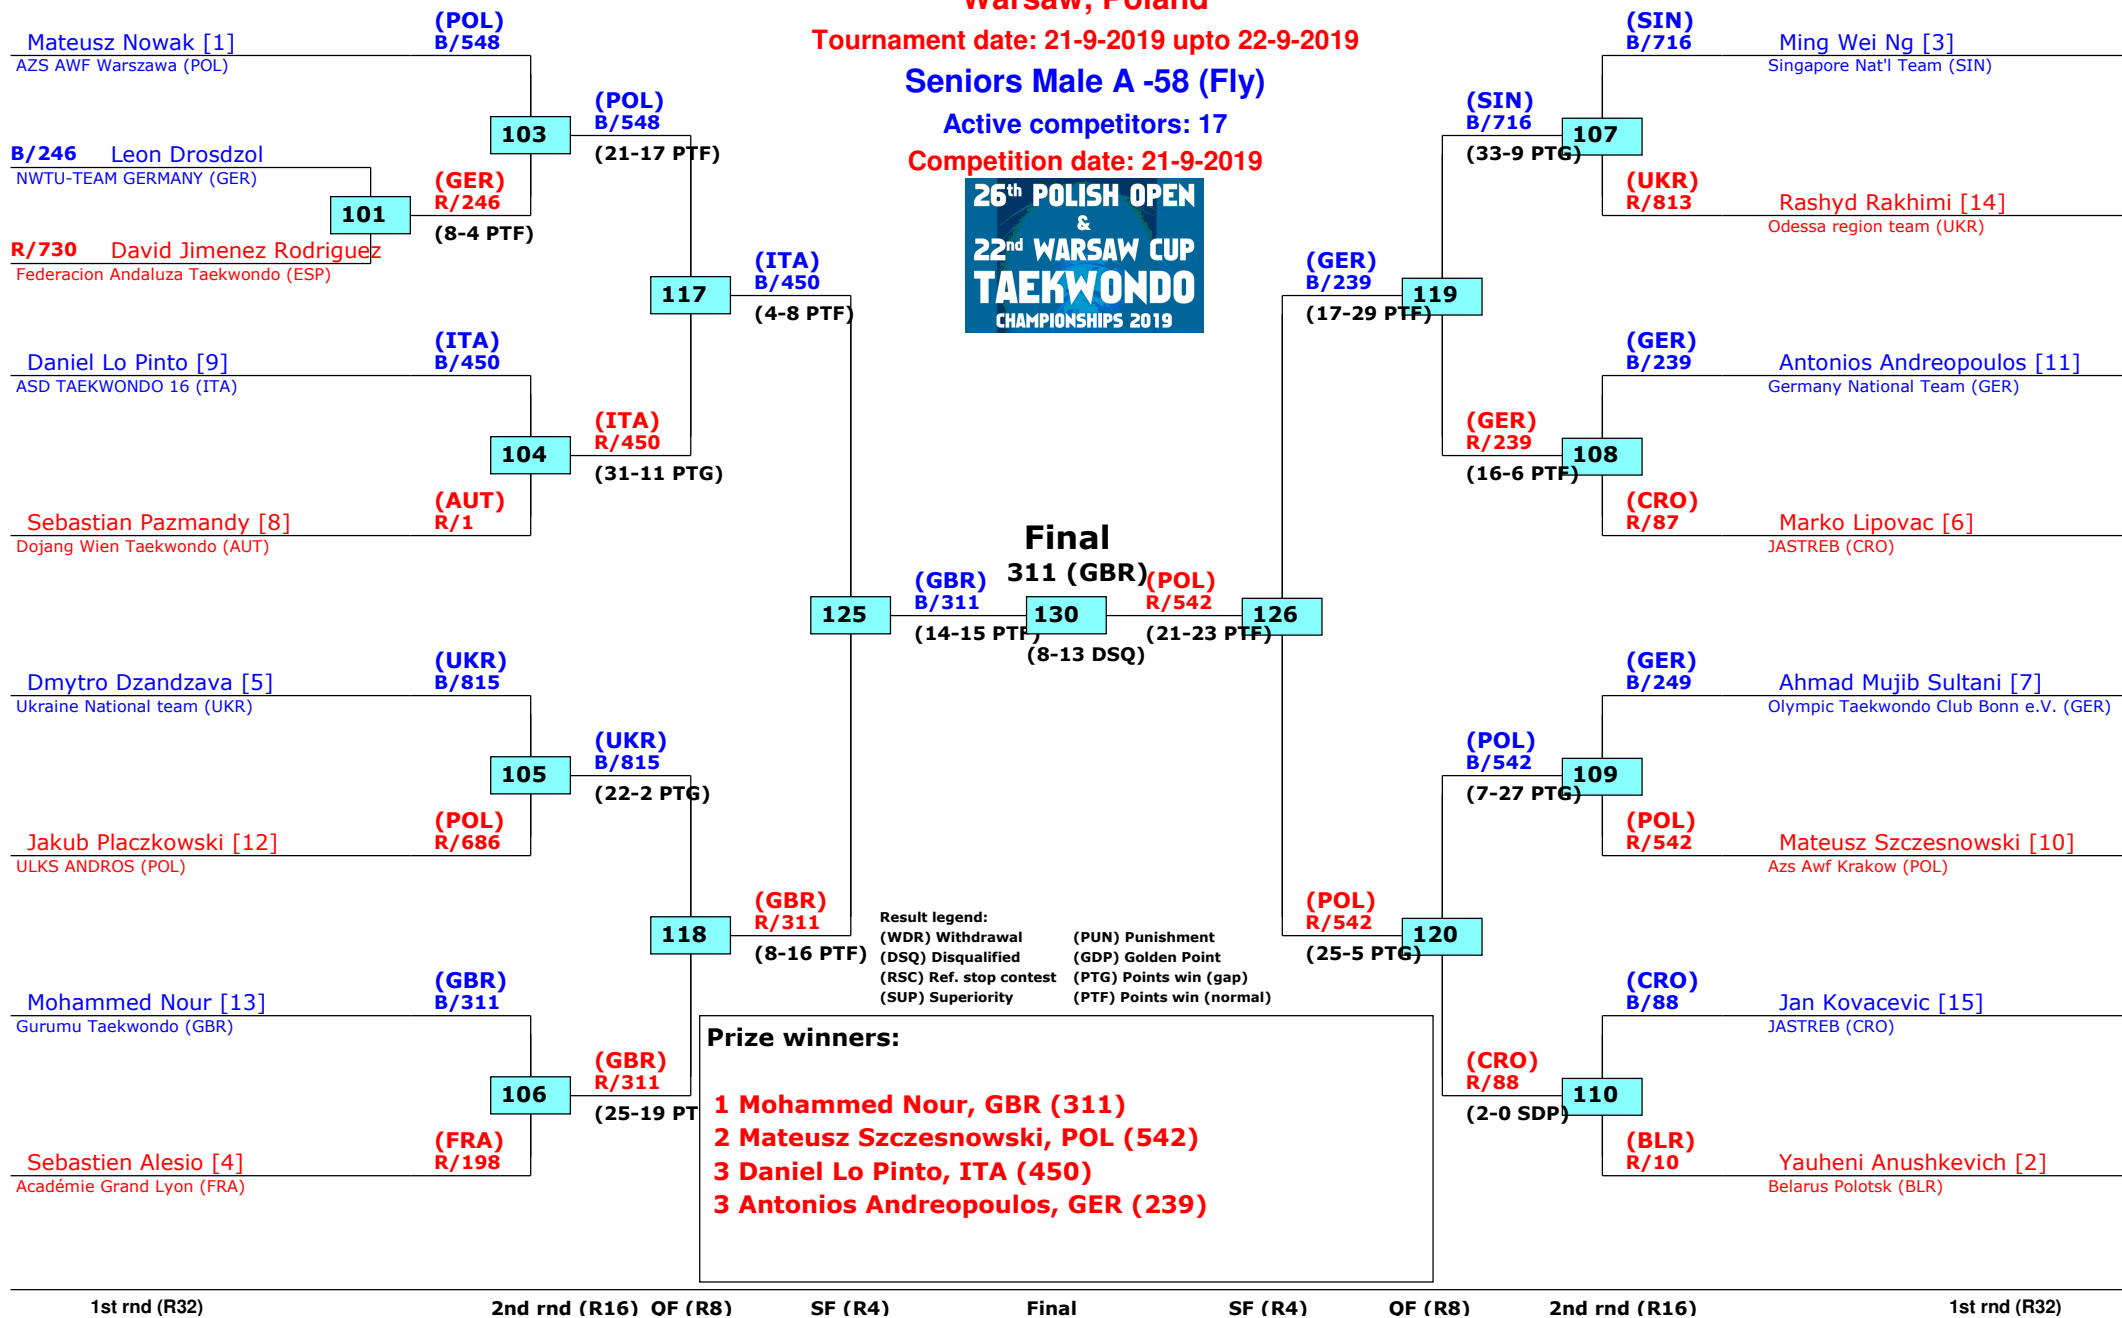 Warsaw, Poland
Tournament date: 21-9-2019 upto 22-9-2019
Seniors Male A -58 (Fly)
Active competitors: 17
Competition date: 21-9-2019
26th POLISH OPEN
&
22nd WARSAW CUP
TAEKWONDO
CHAMPIONSHIPS 2019
Mateusz Nowak [1]
AZS AWF Warszawa (POL)
(POL)
B/548
B/246 Leon Drosdzol
NWTU-TEAM GERMANY (GER)
R/730 David Jimenez Rodriguez
Federacion Andaluza Taekwondo (ESP)
101
(GER)
R/246
(8-4 PTF)
103
(POL)
B/548
(21-17 PTF)
Daniel Lo Pinto [9]
ASD TAEKWONDO 16 (ITA)
(ITA)
B/450
Sebastian Pazmandy [8]
Dojang Wien Taekwondo (AUT)
(AUT)
R/1
104
(ITA)
R/450
(31-11 PTG)
117
(ITA)
B/450
(4-8 PTF)
Dmytro Dzandzava [5]
Ukraine National team (UKR)
(UKR)
B/815
Jakub Placzkowski [12]
ULKS ANDROS (POL)
(POL)
R/686
105
(UKR)
B/815
(22-2 PTG)
Mohammed Nour [13]
Gurumu Taekwondo (GBR)
(GBR)
B/311
Sebastien Alesio [4]
Académie Grand Lyon (FRA)
(FRA)
R/198
106
(GBR)
R/311
(25-19 PT
118
(GBR)
R/311
(8-16 PTF)
125
(GBR)
B/311
(14-15 PTF)
Final
311 (GBR)
130
(8-13 DSQ)
(POL)
R/542
(21-23 PTF)
126
(SIN)
B/716
Ming Wei Ng [3]
Singapore Nat'l Team (SIN)
(UKR)
R/813
Rashyd Rakhimi [14]
Odessa region team (UKR)
107
(SIN)
B/716
(33-9 PTG)
(GER)
B/239
Antonios Andreopoulos [11]
Germany National Team (GER)
(CRO)
R/87
Marko Lipovac [6]
JASTREB (CRO)
108
(GER)
R/239
(16-6 PTF)
119
(GER)
B/239
(17-29 PTF)
(GER)
B/249
Ahmad Mujib Sultani [7]
Olympic Taekwondo Club Bonn e.V. (GER)
(POL)
R/542
Mateusz Szczesnowski [10]
Azs Awf Krakow (POL)
109
(POL)
B/542
(7-27 PTG)
(CRO)
B/88
Jan Kovacevic [15]
JASTREB (CRO)
(BLR)
R/10
Yauheni Anushkevich [2]
Belarus Polotsk (BLR)
110
(CRO)
R/88
(2-0 SDP)
120
(POL)
R/542
(25-5 PTG)
Result legend:
(WDR) Withdrawal (PUN) Punishment
(DSQ) Disqualified (GDP) Golden Point
(RSC) Ref. stop contest (PTG) Points win (gap)
(SUP) Superiority (PTF) Points win (normal)
Prize winners:
1 Mohammed Nour, GBR (311)
2 Mateusz Szczesnowski, POL (542)
3 Daniel Lo Pinto, ITA (450)
3 Antonios Andreopoulos, GER (239)
1st rnd (R32) 2nd rnd (R16) QF (R8) SF (R4) Final SF (R4) QF (R8) 2nd rnd (R16) 1st rnd (R32)